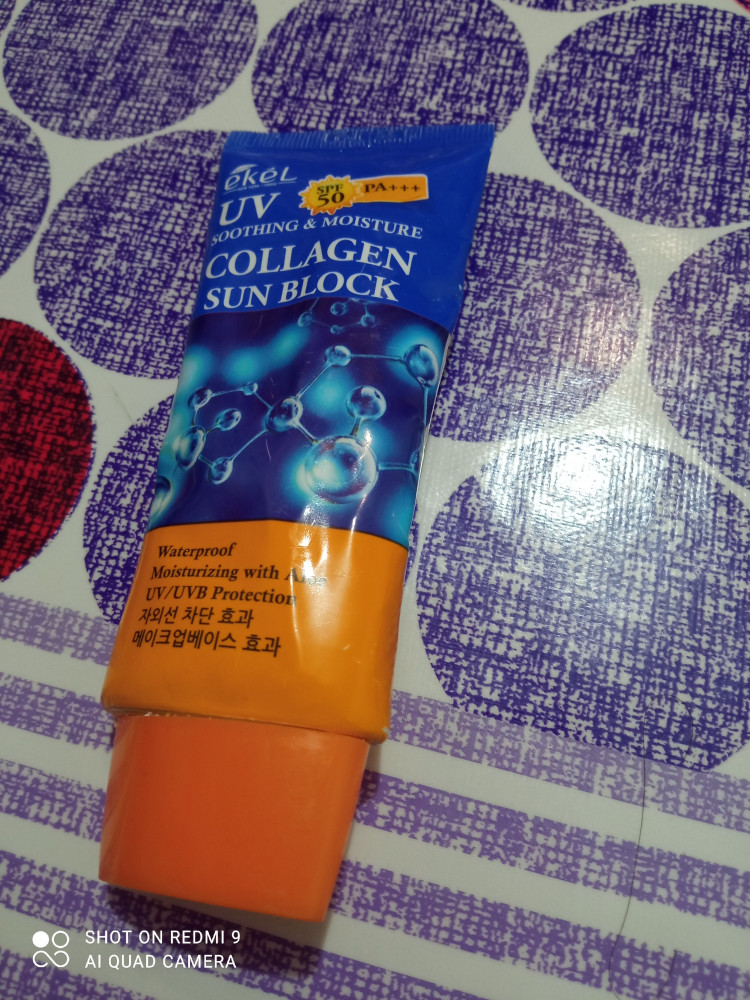 ekeL
SPF 50 PA+++
UV
SOOTHING & MOISTURE
COLLAGEN
SUN BLOCK
Waterproof
Moisturizing with Aloe
UV/UVB Protection
자외선 차단 효과
메이크업베이스 효과
SHOT ON REDMI 9
AI QUAD CAMERA